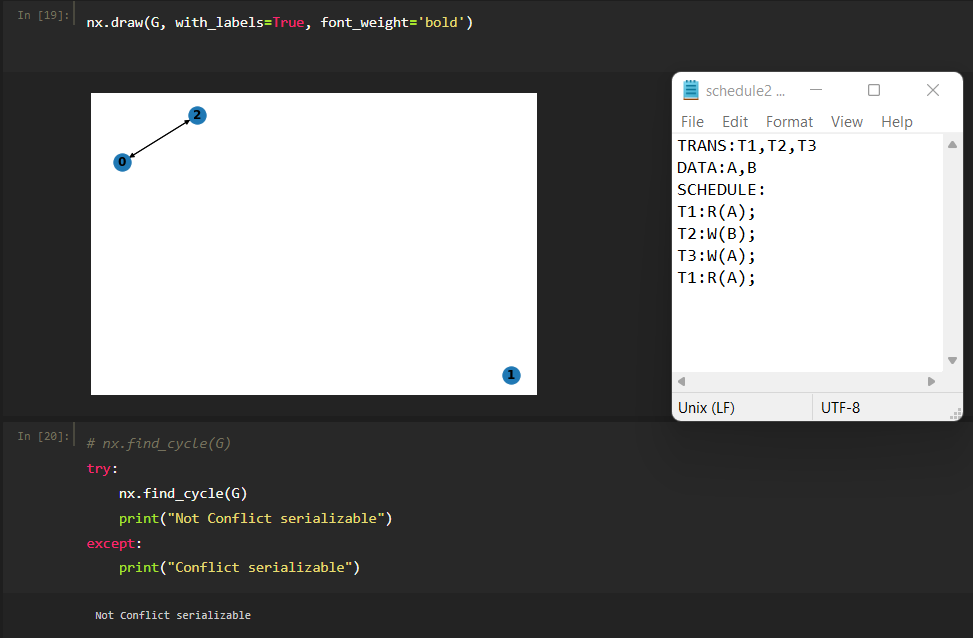 In [19]:
nx.draw(G, with_labels=True, font_weight='bold')
2
0
1
schedule2 ...
File Edit Format View Help
TRANS:T1,T2,T3
DATA:A,B
SCHEDULE:
T1:R(A);
T2:W(B);
T3:W(A);
T1:R(A);
Unix (LF) UTF-8
In [20]:
# nx.find_cycle(G)
try:
    nx.find_cycle(G)
    print("Not Conflict serializable")
except:
    print("Conflict serializable")
Not Conflict serializable